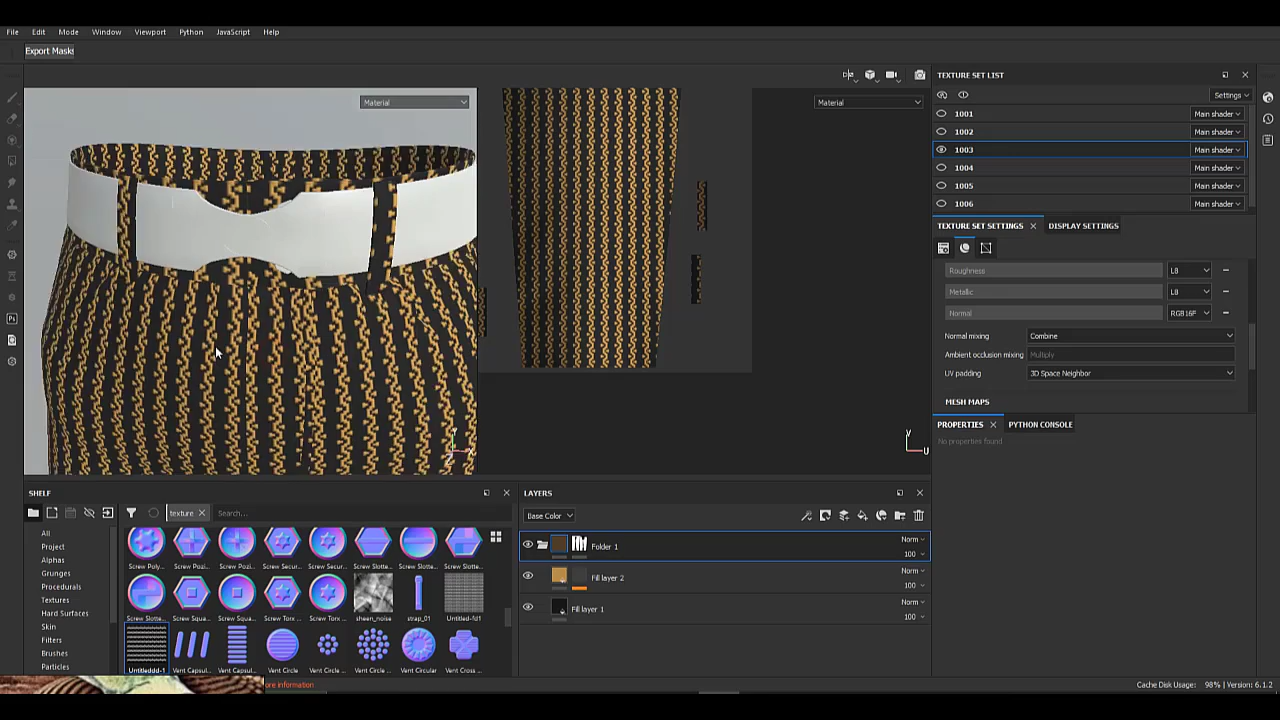 File Edit Mode Window Viewport Python JavaScript Help
Export Masks
Material
Material
TEXTURE SET LIST
Settings
1001 Main shader
1002 Main shader
1003 Main shader
1004 Main shader
1005 Main shader
1006 Main shader
TEXTURE SET SETTINGS DISPLAY SETTINGS
Roughness L8
Metallic L8
Normal RGB16F
Normal mixing Combine
Ambient occlusion mixing Multiply
UV padding 3D Space Neighbor
MESH MAPS
PROPERTIES PYTHON CONSOLE
No properties found
Y
X
V
U
SHELF
texture Search...
All
Project
Alphas
Grunges
Procedurals
Textures
Hard Surfaces
Skin
Filters
Brushes
Particles
Screw Poly... Screw Pozi... Screw Pozi... Screw Secur... Screw Secur... Screw Slotte... Screw Slotte... Screw Slotte...
Screw Slotte... Screw Squa... Screw Squa... Screw Torx ... Screw Torx ... sheen_noise strap_01 Untitled-fd1
Untitleddd-1 Vent Capsul... Vent Capsul... Vent Circle Vent Circle ... Vent Circle ... Vent Circular Vent Cross ...
LAYERS
Base Color
Folder 1 Norm
100
Fill layer 2 Norm
100
Fill layer 1 Norm
100
ore information
Cache Disk Usage: 98% | Version: 6.1.2